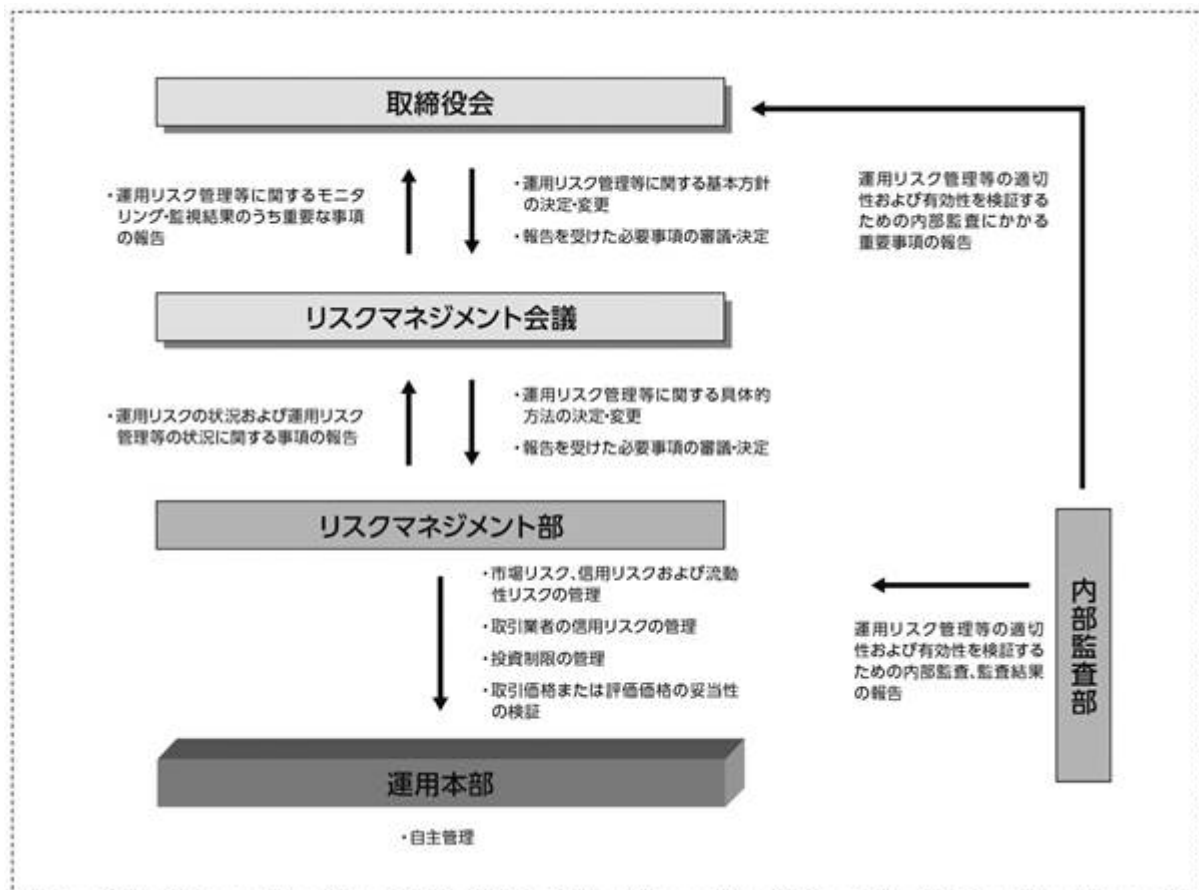 取締役会
・運用リスク管理等に関するモニタ
リング・監視結果のうち重要な事項
の報告
・運用リスク管理等に関する基本方針
の決定・変更
・報告を受けた必要事項の審議・決定
運用リスク管理等の適切
性および有効性を検証す
るための内部監査にかかる
重要事項の報告
リスクマネジメント会議
・運用リスクの状況および運用リスク
管理等の状況に関する事項の報告
・運用リスク管理等に関する具体的
方法の決定・変更
・報告を受けた必要事項の審議・決定
リスクマネジメント部
・市場リスク、信用リスクおよび流動
性リスクの管理
・取引業者の信用リスクの管理
・投資制限の管理
・取引価格または評価価格の妥当性
の検証
運用リスク管理等の適切
性および有効性を検証する
ための内部監査、監査結果
の報告
内部監査部
運用本部
・自主管理